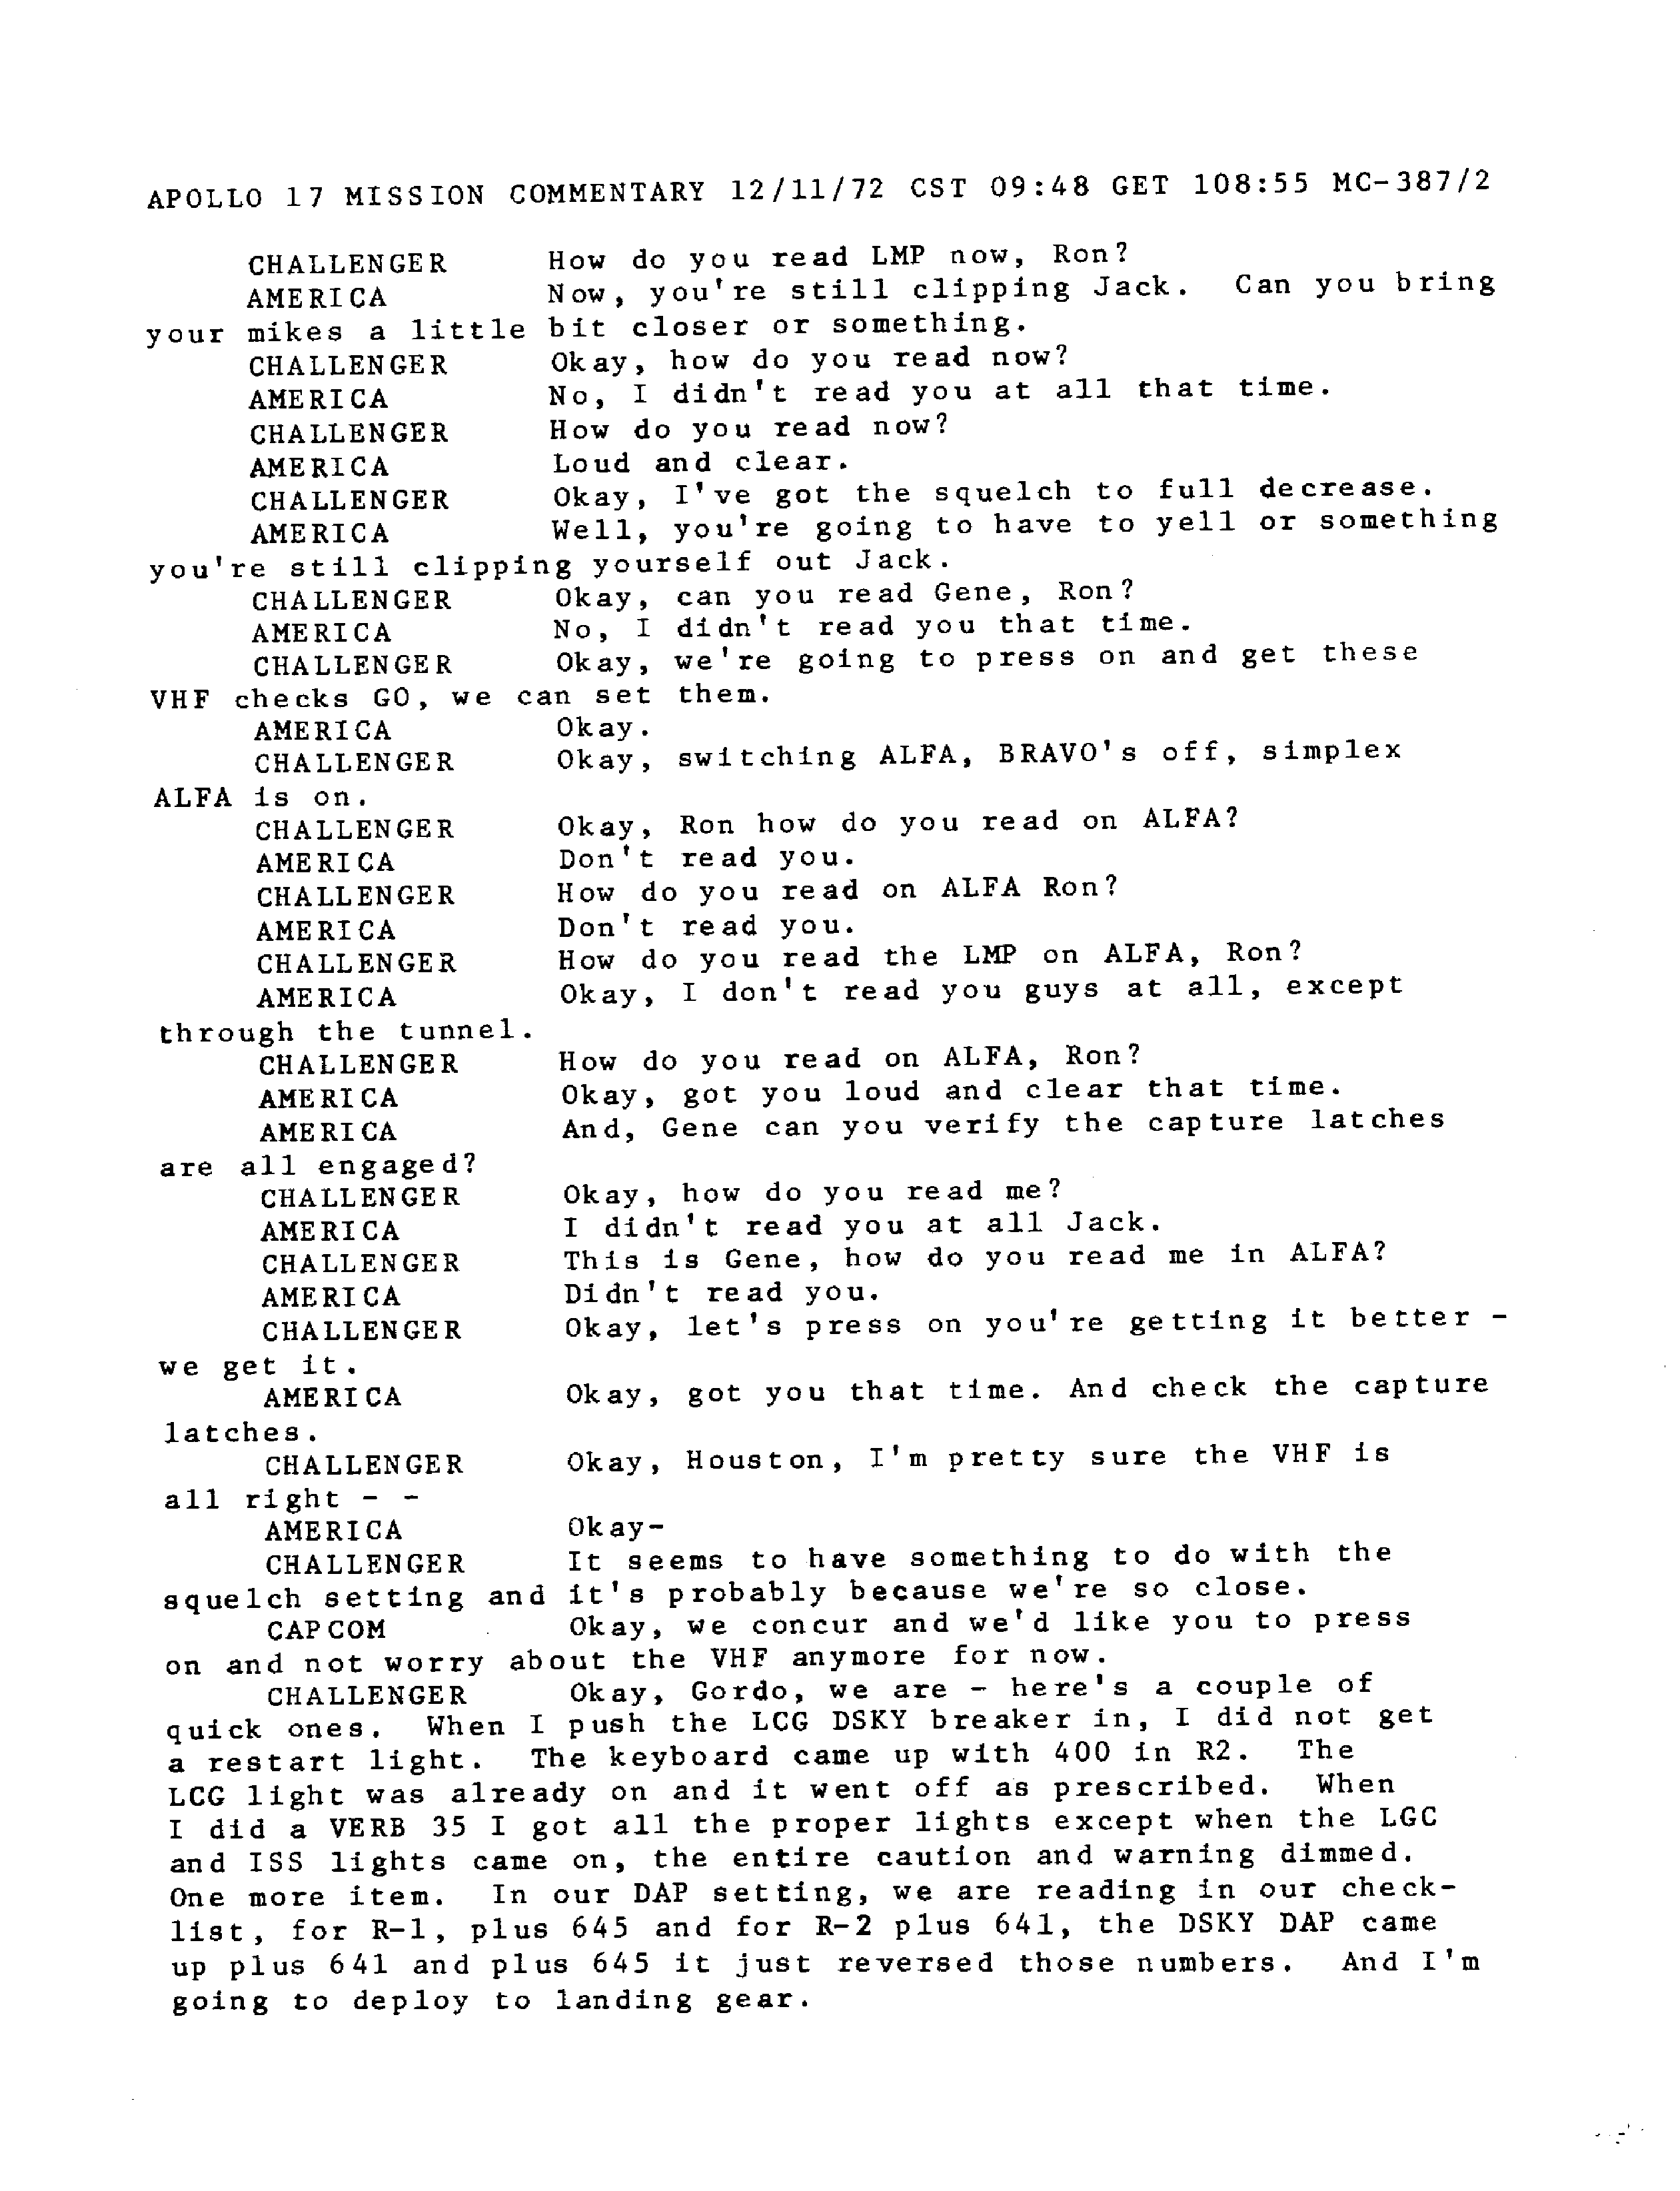 APOLLO 17 MISSION COMMENTARY 12/11/72 CST 09:48 GET 108:55 MC-387/2
CHALLENGER How do you read LMP now, Ron?
AMERICA Now, you're still clipping Jack. Can you bring
your mikes a little bit closer or something.
CHALLENGER Okay, how do you read now?
AMERICA No, I didn't read you at all that time.
CHALLENGER How do you read now?
AMERICA Loud and clear.
CHALLENGER Okay, I've got the squelch to full decrease.
AMERICA Well, you're going to have to yell or something
you're still clipping yourself out Jack.
CHALLENGER Okay, can you read Gene, Ron?
AMERICA No, I didn't read you that time.
CHALLENGER Okay, we're going to press on and get these
VHF checks GO, we can set them.
AMERICA Okay.
CHALLENGER Okay, switching ALFA, BRAVO's off, simplex
ALFA is on.
CHALLENGER Okay, Ron how do you read on ALFA?
AMERICA Don't read you.
CHALLENGER How do you read on ALFA Ron?
AMERICA Don't read you.
CHALLENGER How do you read the LMP on ALFA, Ron?
AMERICA Okay, I don't read you guys at all, except
through the tunnel.
CHALLENGER How do you read on ALFA, Ron?
AMERICA Okay, got you loud and clear that time.
AMERICA And, Gene can you verify the capture latches
are all engaged?
CHALLENGER Okay, how do you read me?
AMERICA I didn't read you at all Jack.
CHALLENGER This is Gene, how do you read me in ALFA?
AMERICA Didn't read you.
CHALLENGER Okay, let's press on you're getting it better -
we get it.
AMERICA Okay, got you that time. And check the capture
latches.
CHALLENGER Okay, Houston, I'm pretty sure the VHF is
all right - -
AMERICA Okay-
CHALLENGER It seems to have something to do with the
squelch setting and it's probably because we're so close.
CAPCOM Okay, we concur and we'd like you to press
on and not worry about the VHF anymore for now.
CHALLENGER Okay, Gordo, we are - here's a couple of
quick ones. When I push the LCG DSKY breaker in, I did not get
a restart light. The keyboard came up with 400 in R2. The
LCG light was already on and it went off as prescribed. When
I did a VERB 35 I got all the proper lights except when the LGC
and ISS lights came on, the entire caution and warning dimmed.
One more item. In our DAP setting, we are reading in our check-
list, for R-1, plus 645 and for R-2 plus 641, the DSKY DAP came
up plus 641 and plus 645 it just reversed those numbers. And I'm
going to deploy to landing gear.